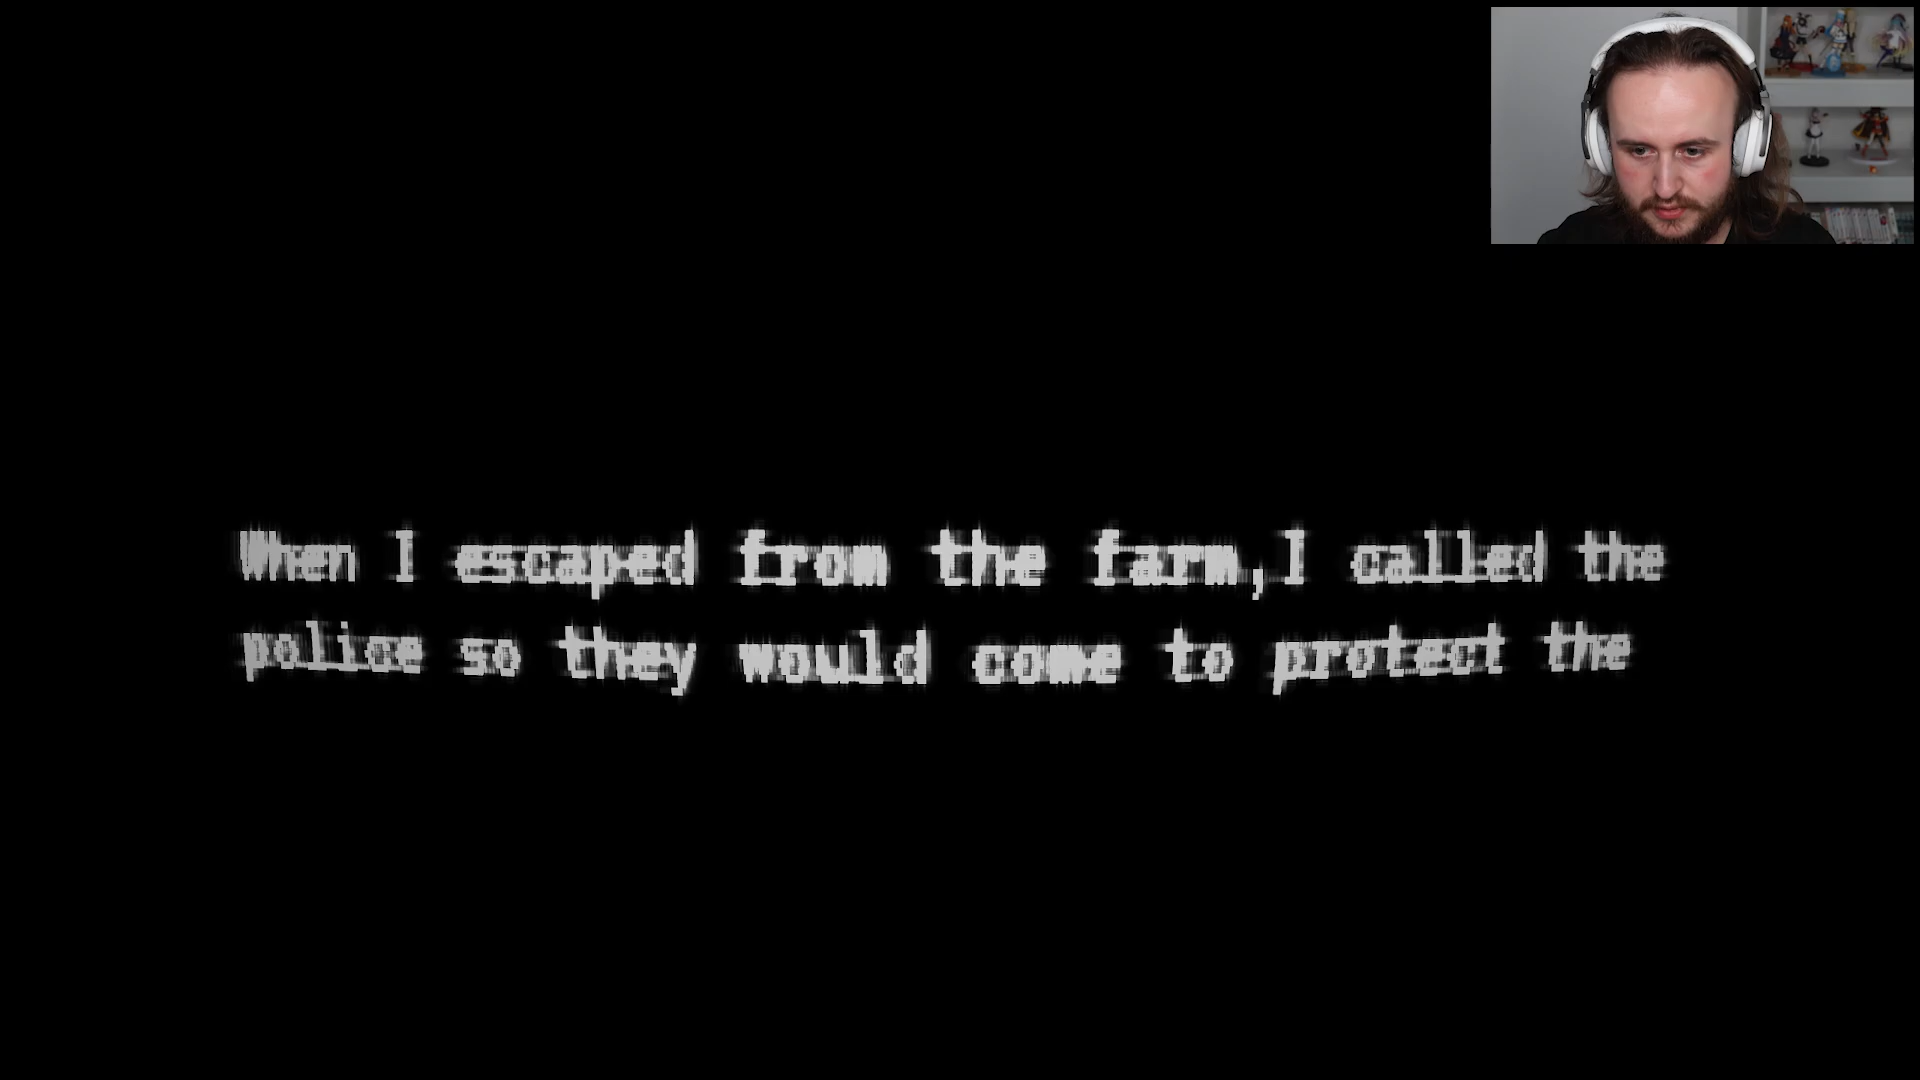 When I escaped from the farm,I called the
police so they would come to protect the